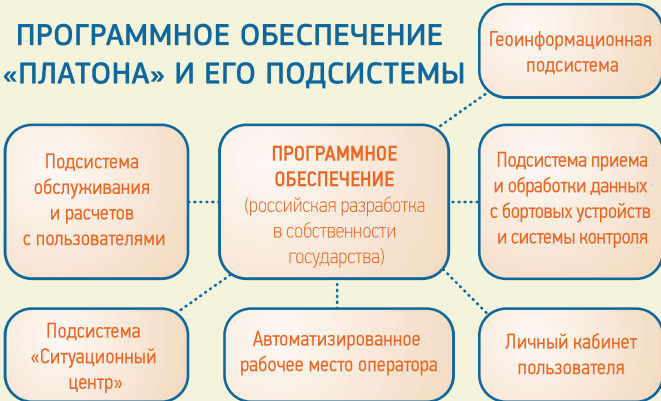 ПРОГРАММНОЕ ОБЕСПЕЧЕНИЕ
«ПЛАТОНА» И ЕГО ПОДСИСТЕМЫ
Геоинформационная
подсистема
Подсистема
обслуживания
и расчетов
с пользователями
ПРОГРАММНОЕ
ОБЕСПЕЧЕНИЕ
(российская разработка
в собственности
государства)
Подсистема приема
и обработки данных
с бортовых устройств
и системы контроля
Подсистема
«Ситуационный
центр»
Автоматизированное
рабочее место оператора
Личный кабинет
пользователя